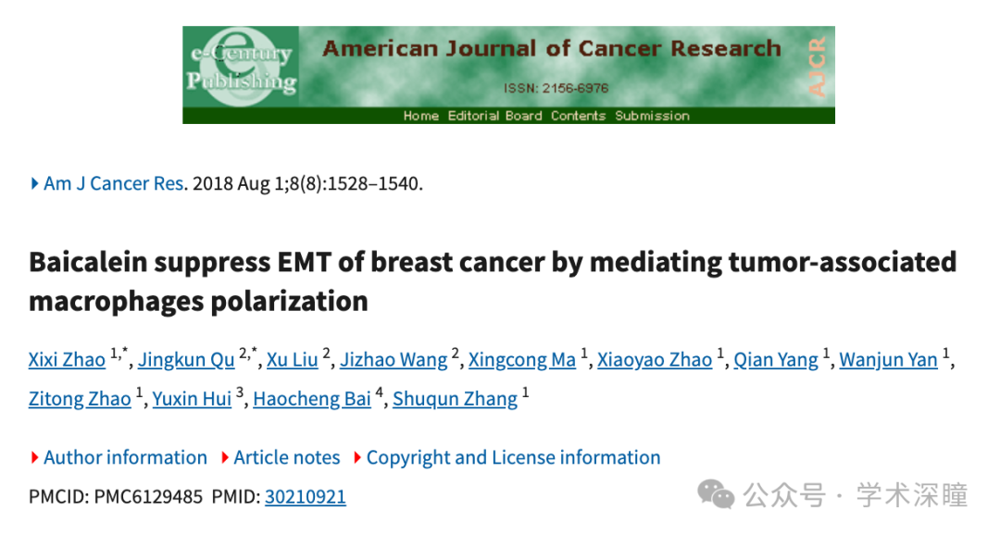 e-Century
Publishing
American Journal of Cancer Research
AJCR
ISSN: 2156-6976
Home Editorial Board Contents Submission
Am J Cancer Res. 2018 Aug 1;8(8):1528–1540.
Baicalein suppress EMT of breast cancer by mediating tumor-associated
macrophages polarization
Xixi Zhao 1,*, Jingkun Qu 2,*, Xu Liu 2, Jizhao Wang 2, Xingcong Ma 1, Xiaoyao Zhao 1, Qian Yang 1, Wanjun Yan 1,
Zitong Zhao 1, Yuxin Hui 3, Haocheng Bai 4, Shuqun Zhang 1
Author information Article notes Copyright and License information
PMCID: PMC6129485 PMID: 30210921
公众号 · 学术深瞳